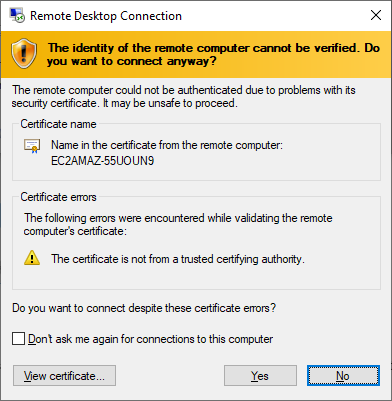 Remote Desktop Connection
The identity of the remote computer cannot be verified. Do
you want to connect anyway?
The remote computer could not be authenticated due to problems with its
security certificate. It may be unsafe to proceed.
Certificate name
Name in the certificate from the remote computer:
EC2AMAZ-55UOUN9
Certificate errors
The following errors were encountered while validating the remote
computer's certificate:
The certificate is not from a trusted certifying authority.
Do you want to connect despite these certificate errors?
Don't ask me again for connections to this computer
View certificate...
Yes
No